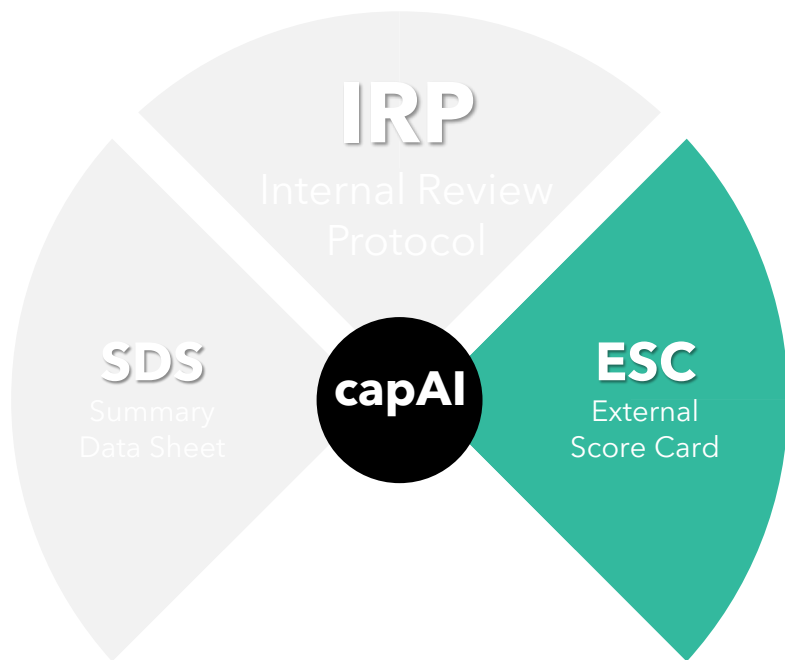 IRP
Internal Review
Protocol
SDS
Summary
Data Sheet
capAI
ESC
External
Score Card